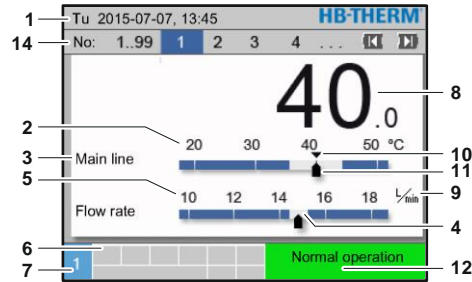 1 Tu 2015-07-07, 13:45 HB-THERM
14 No: 1..99 1 2 3 4 ...
40.0 8
2 20 30 40 50 °C 10
3 Main line 11
5 10 12 14 16 18 L/min 9
Flow rate 4
6 Normal operation
7 1 12